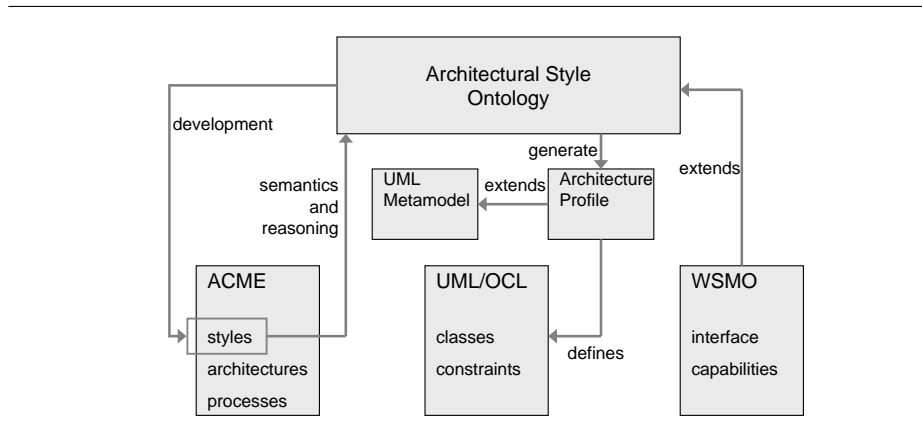 Architectural Style
Ontology
development
generate
extends
semantics
and
reasoning
UML
Metamodel
extends
Architecture
Profile
ACME
styles
architectures
processes
UML/OCL
classes
constraints
defines
WSMO
interface
capabilities